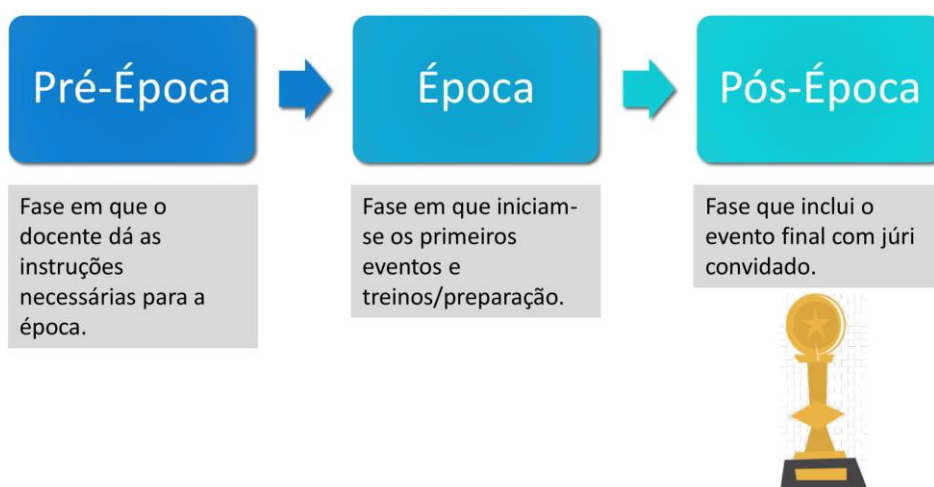 Pré-Época
Época
Pós-Época
Fase em que o
docente dá as
instruções
necessárias para a
época.
Fase em que iniciam-
se os primeiros
eventos e
treinos/preparação.
Fase que inclui o
evento final com júri
convidado.